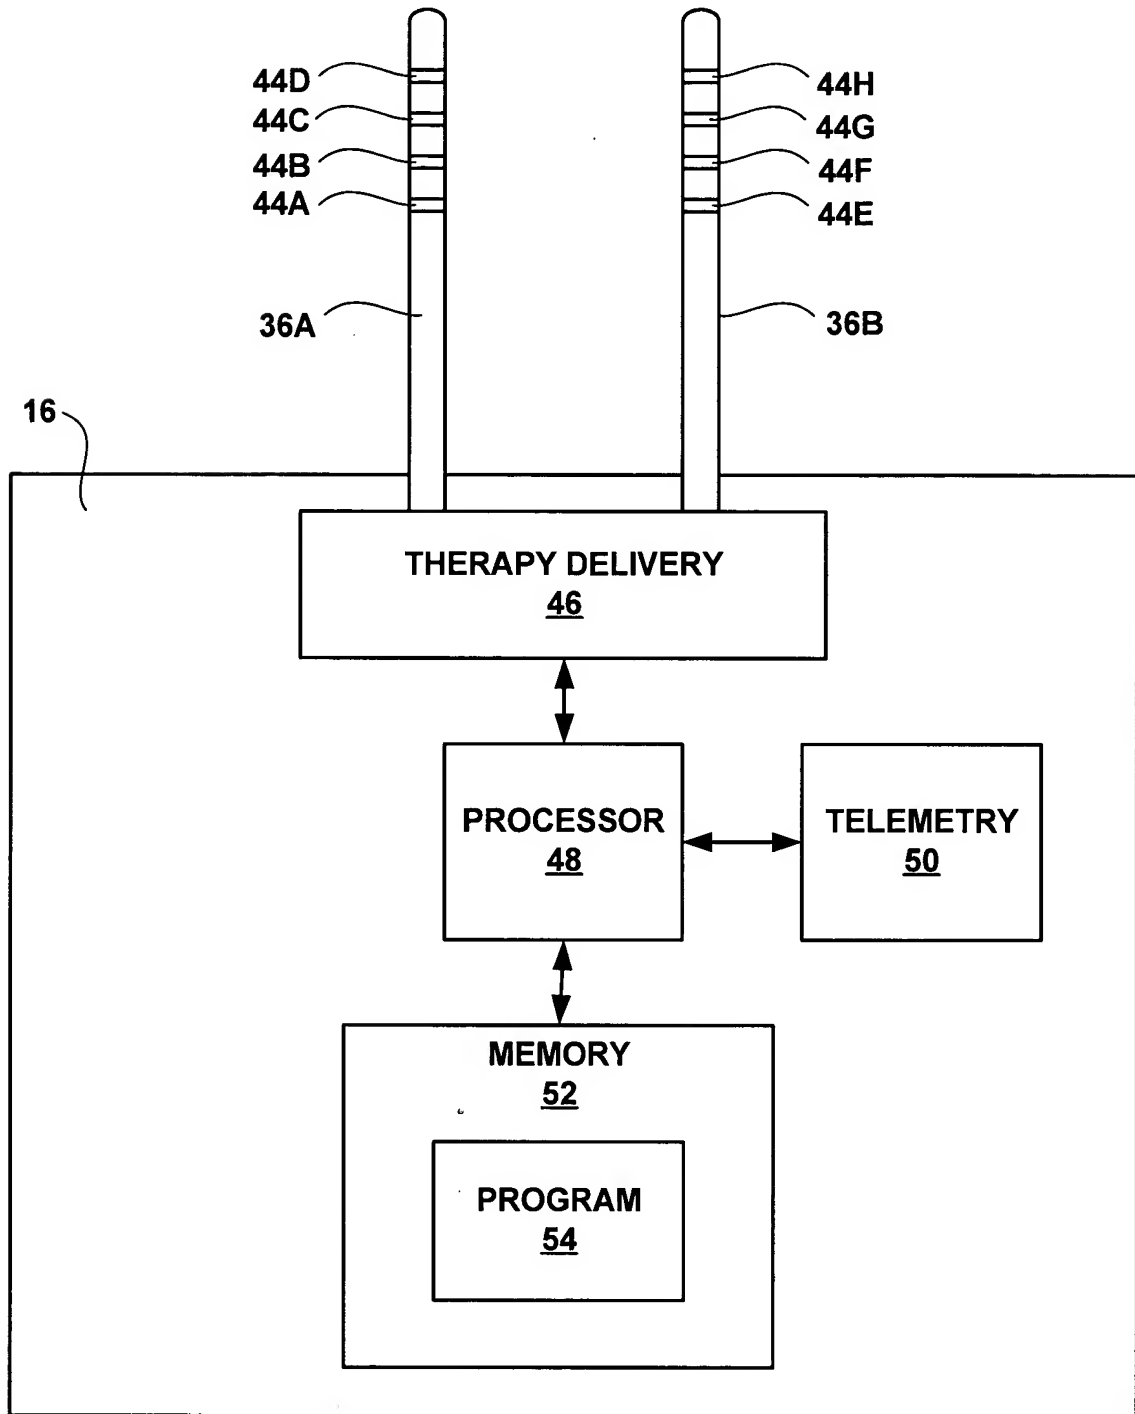 44D
44H
44C
44G
44B
44F
44A
44E
36A
36B
16
THERAPY DELIVERY
46
PROCESSOR
48
TELEMETRY
50
MEMORY
52
PROGRAM
54